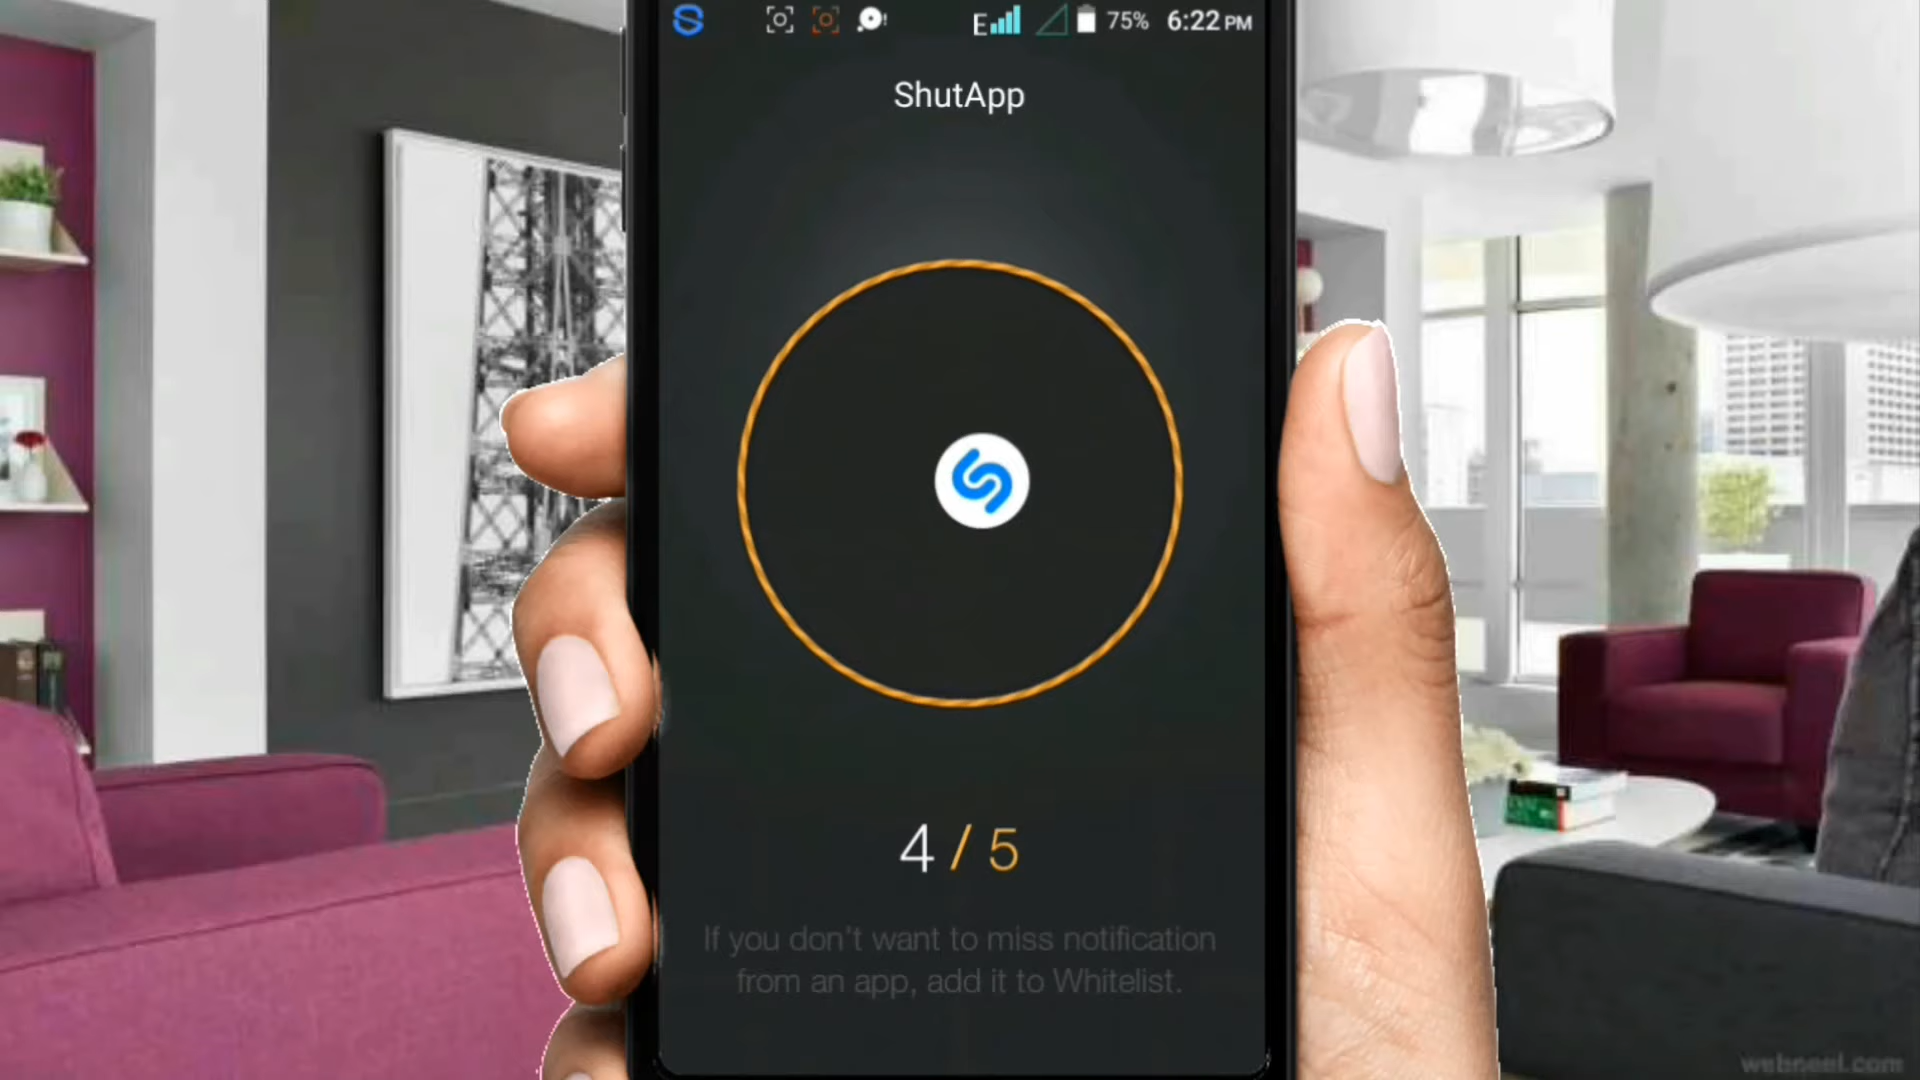 E 75% 6:22 PM
ShutApp
4 / 5
If you don't want to miss notification
from an app, add it to Whitelist.
webneel.com